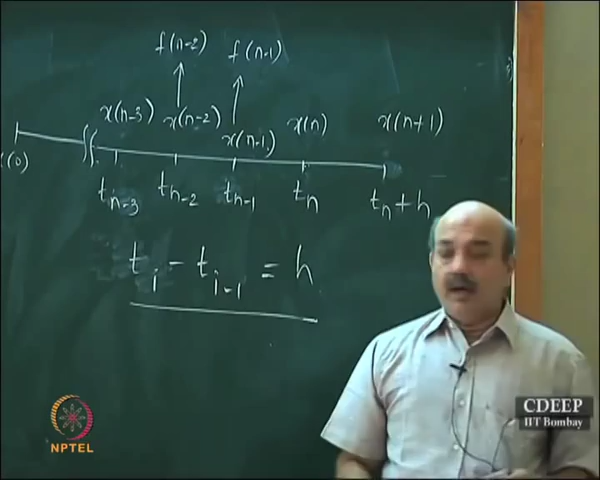 f(n-2) f(n-1)
x(n-3) x(n-2) x(n-1) x(n) x(n+1)
x(0)
t_{n-3} t_{n-2} t_{n-1} t_n t_n+h
t_i - t_{i-1} = h
CDEEP
IIT Bombay
NPTEL